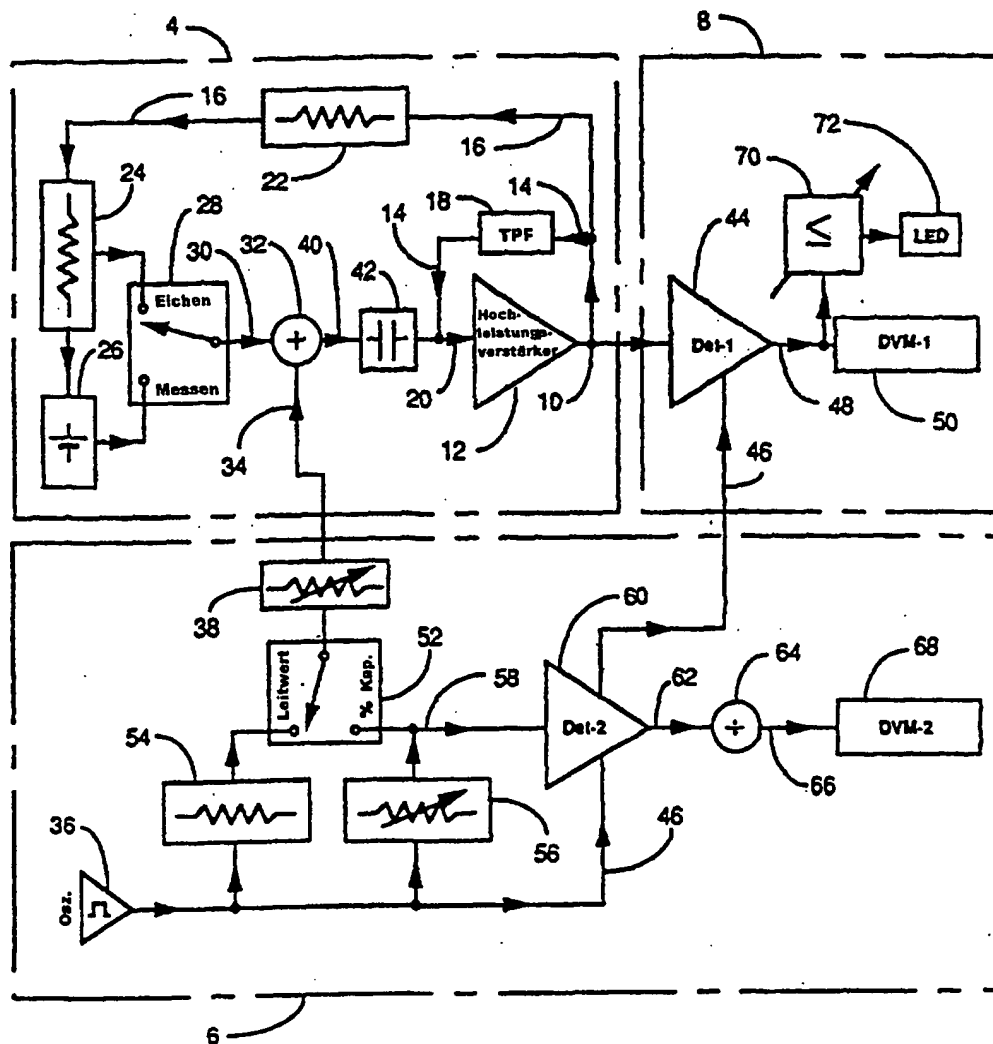 4
8
16
22
16
24
28
30
32
40
42
14
18
TPF
14
70
72
≤
LED
44
Eichen
Messen
26
34
+
Hoch-
leistungs-
verstärker
20
12
10
Det-1
48
DVM-1
50
46
38
52
Leitwert
% Kap.
58
60
Det-2
62
64
÷
66
68
DVM-2
54
56
46
36
Osz.
6